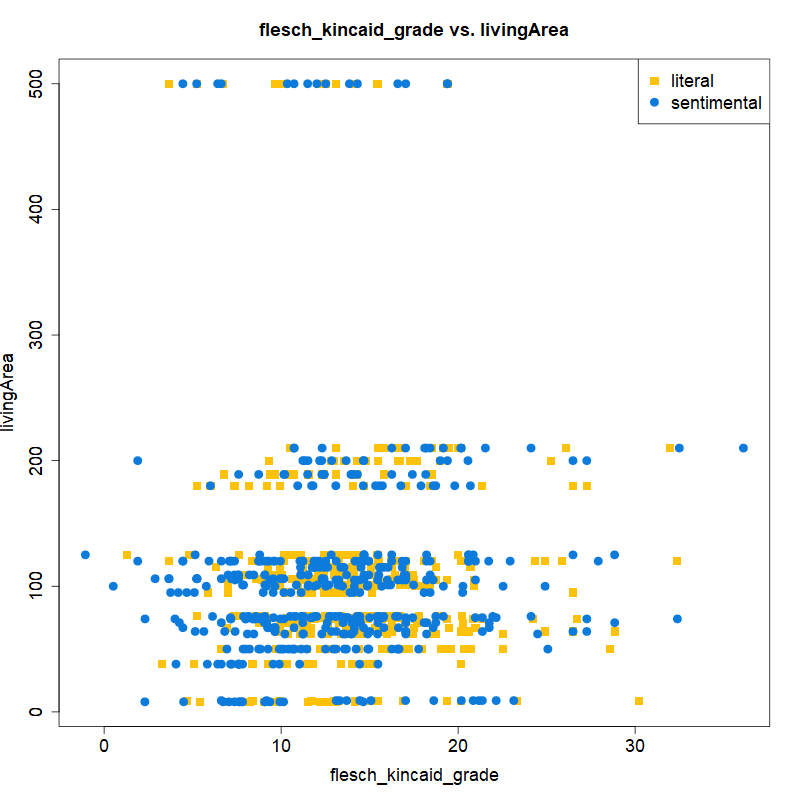 flesch_kincaid_grade vs. livingArea
literal
sentimental
500
400
300
200
100
0
livingArea
0 10 20 30
flesch_kincaid_grade